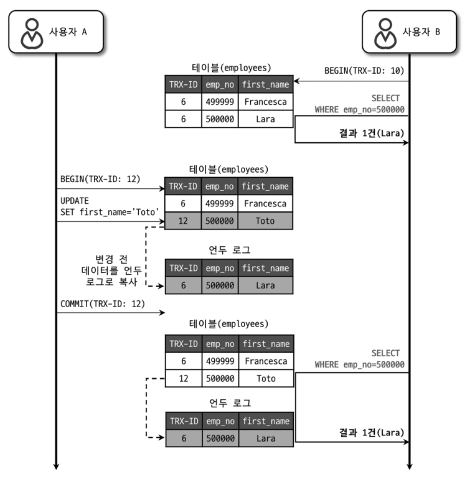 사용자 A
사용자 B
테이블(employees)
BEGIN(TRX-ID: 10)
TRX-ID emp_no first_name
6 499999 Francesca
6 500000 Lara
SELECT
WHERE emp_no=500000
결과 1건(Lara)
BEGIN(TRX-ID: 12)
테이블(employees)
TRX-ID emp_no first_name
6 499999 Francesca
12 500000 Toto
UPDATE
SET first_name='Toto'
변경 전
데이터를 언두
로그로 복사
언두 로그
TRX-ID emp_no first_name
6 500000 Lara
COMMIT(TRX-ID: 12)
테이블(employees)
TRX-ID emp_no first_name
6 499999 Francesca
12 500000 Toto
SELECT
WHERE emp_no=500000
언두 로그
TRX-ID emp_no first_name
6 500000 Lara
결과 1건(Lara)